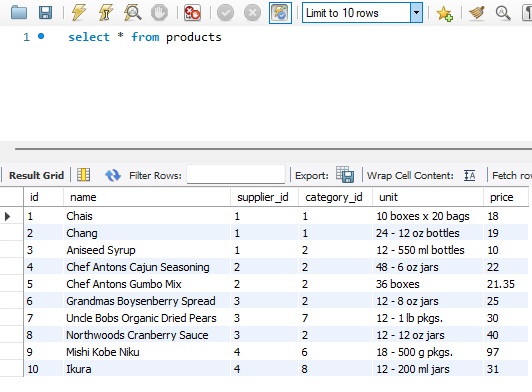 Limit to 10 rows
1 select * from products
Result Grid Filter Rows: Export: Wrap Cell Content: Fetch row
id name supplier_id category_id unit price
1 Chais 1 1 10 boxes x 20 bags 18
2 Chang 1 1 24 - 12 oz bottles 19
3 Aniseed Syrup 1 2 12 - 550 ml bottles 10
4 Chef Antons Cajun Seasoning 2 2 48 - 6 oz jars 22
5 Chef Antons Gumbo Mix 2 2 36 boxes 21.35
6 Grandmas Boysenberry Spread 3 2 12 - 8 oz jars 25
7 Uncle Bobs Organic Dried Pears 3 7 12 - 1 lb pkgs. 30
8 Northwoods Cranberry Sauce 3 2 12 - 12 oz jars 40
9 Mishi Kobe Niku 4 6 18 - 500 g pkgs. 97
10 Ikura 4 8 12 - 200 ml jars 31